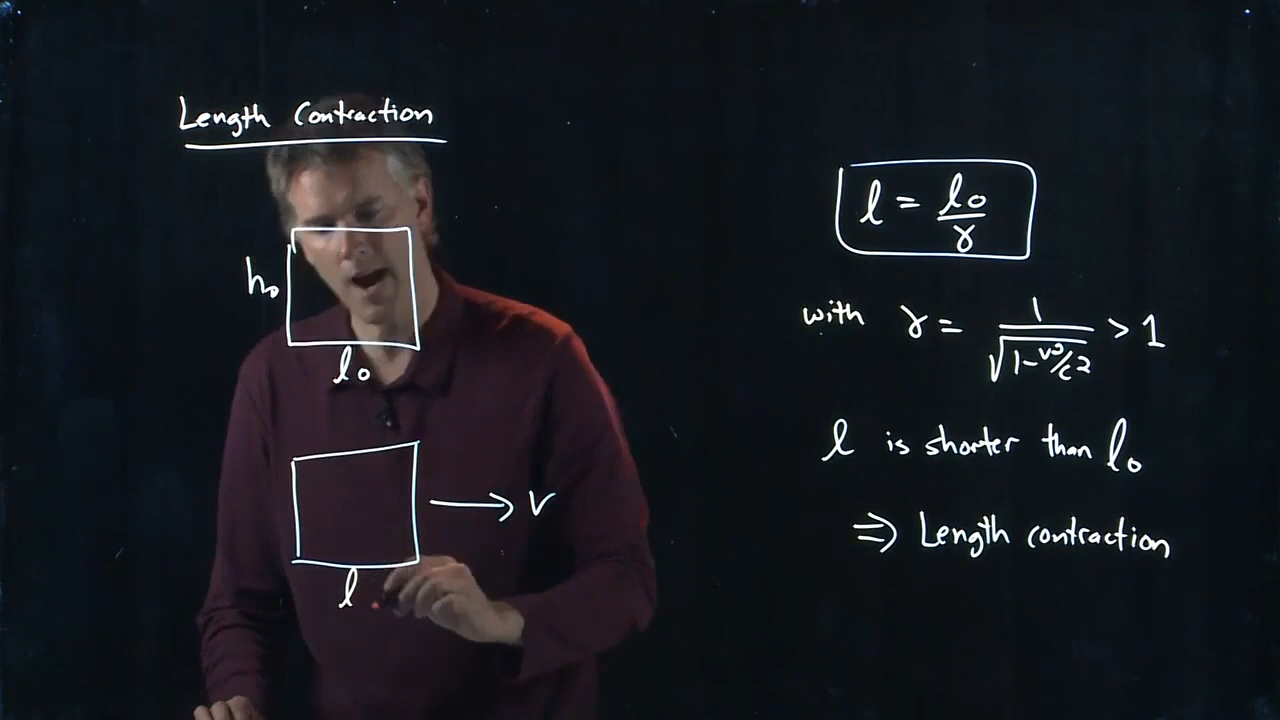 Length Contraction
h₀
l₀
v
l
l = l₀/γ
with γ = 1/√(1-v²/c²) > 1
l is shorter than l₀
⇒ Length contraction